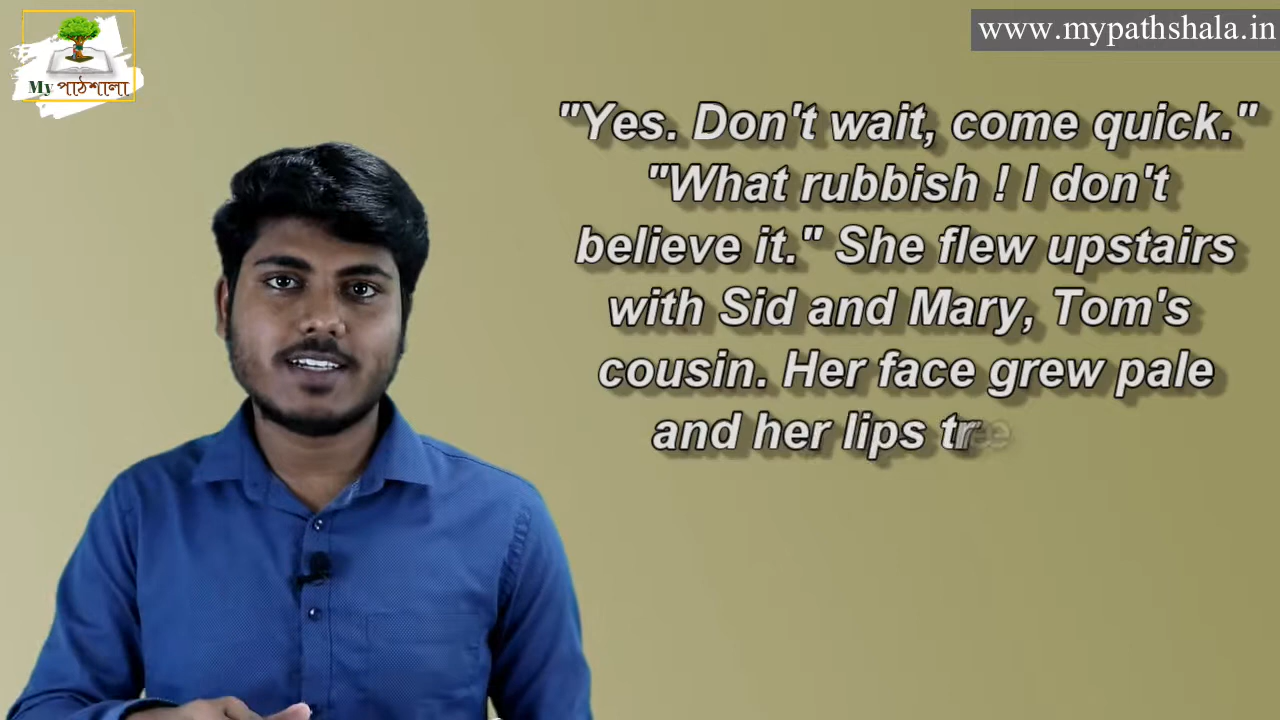 My পাঠশালা
www.mypathshala.in
"Yes. Don't wait, come quick."
"What rubbish ! I don't
believe it." She flew upstairs
with Sid and Mary, Tom's
cousin. Her face grew pale
and her lips tr